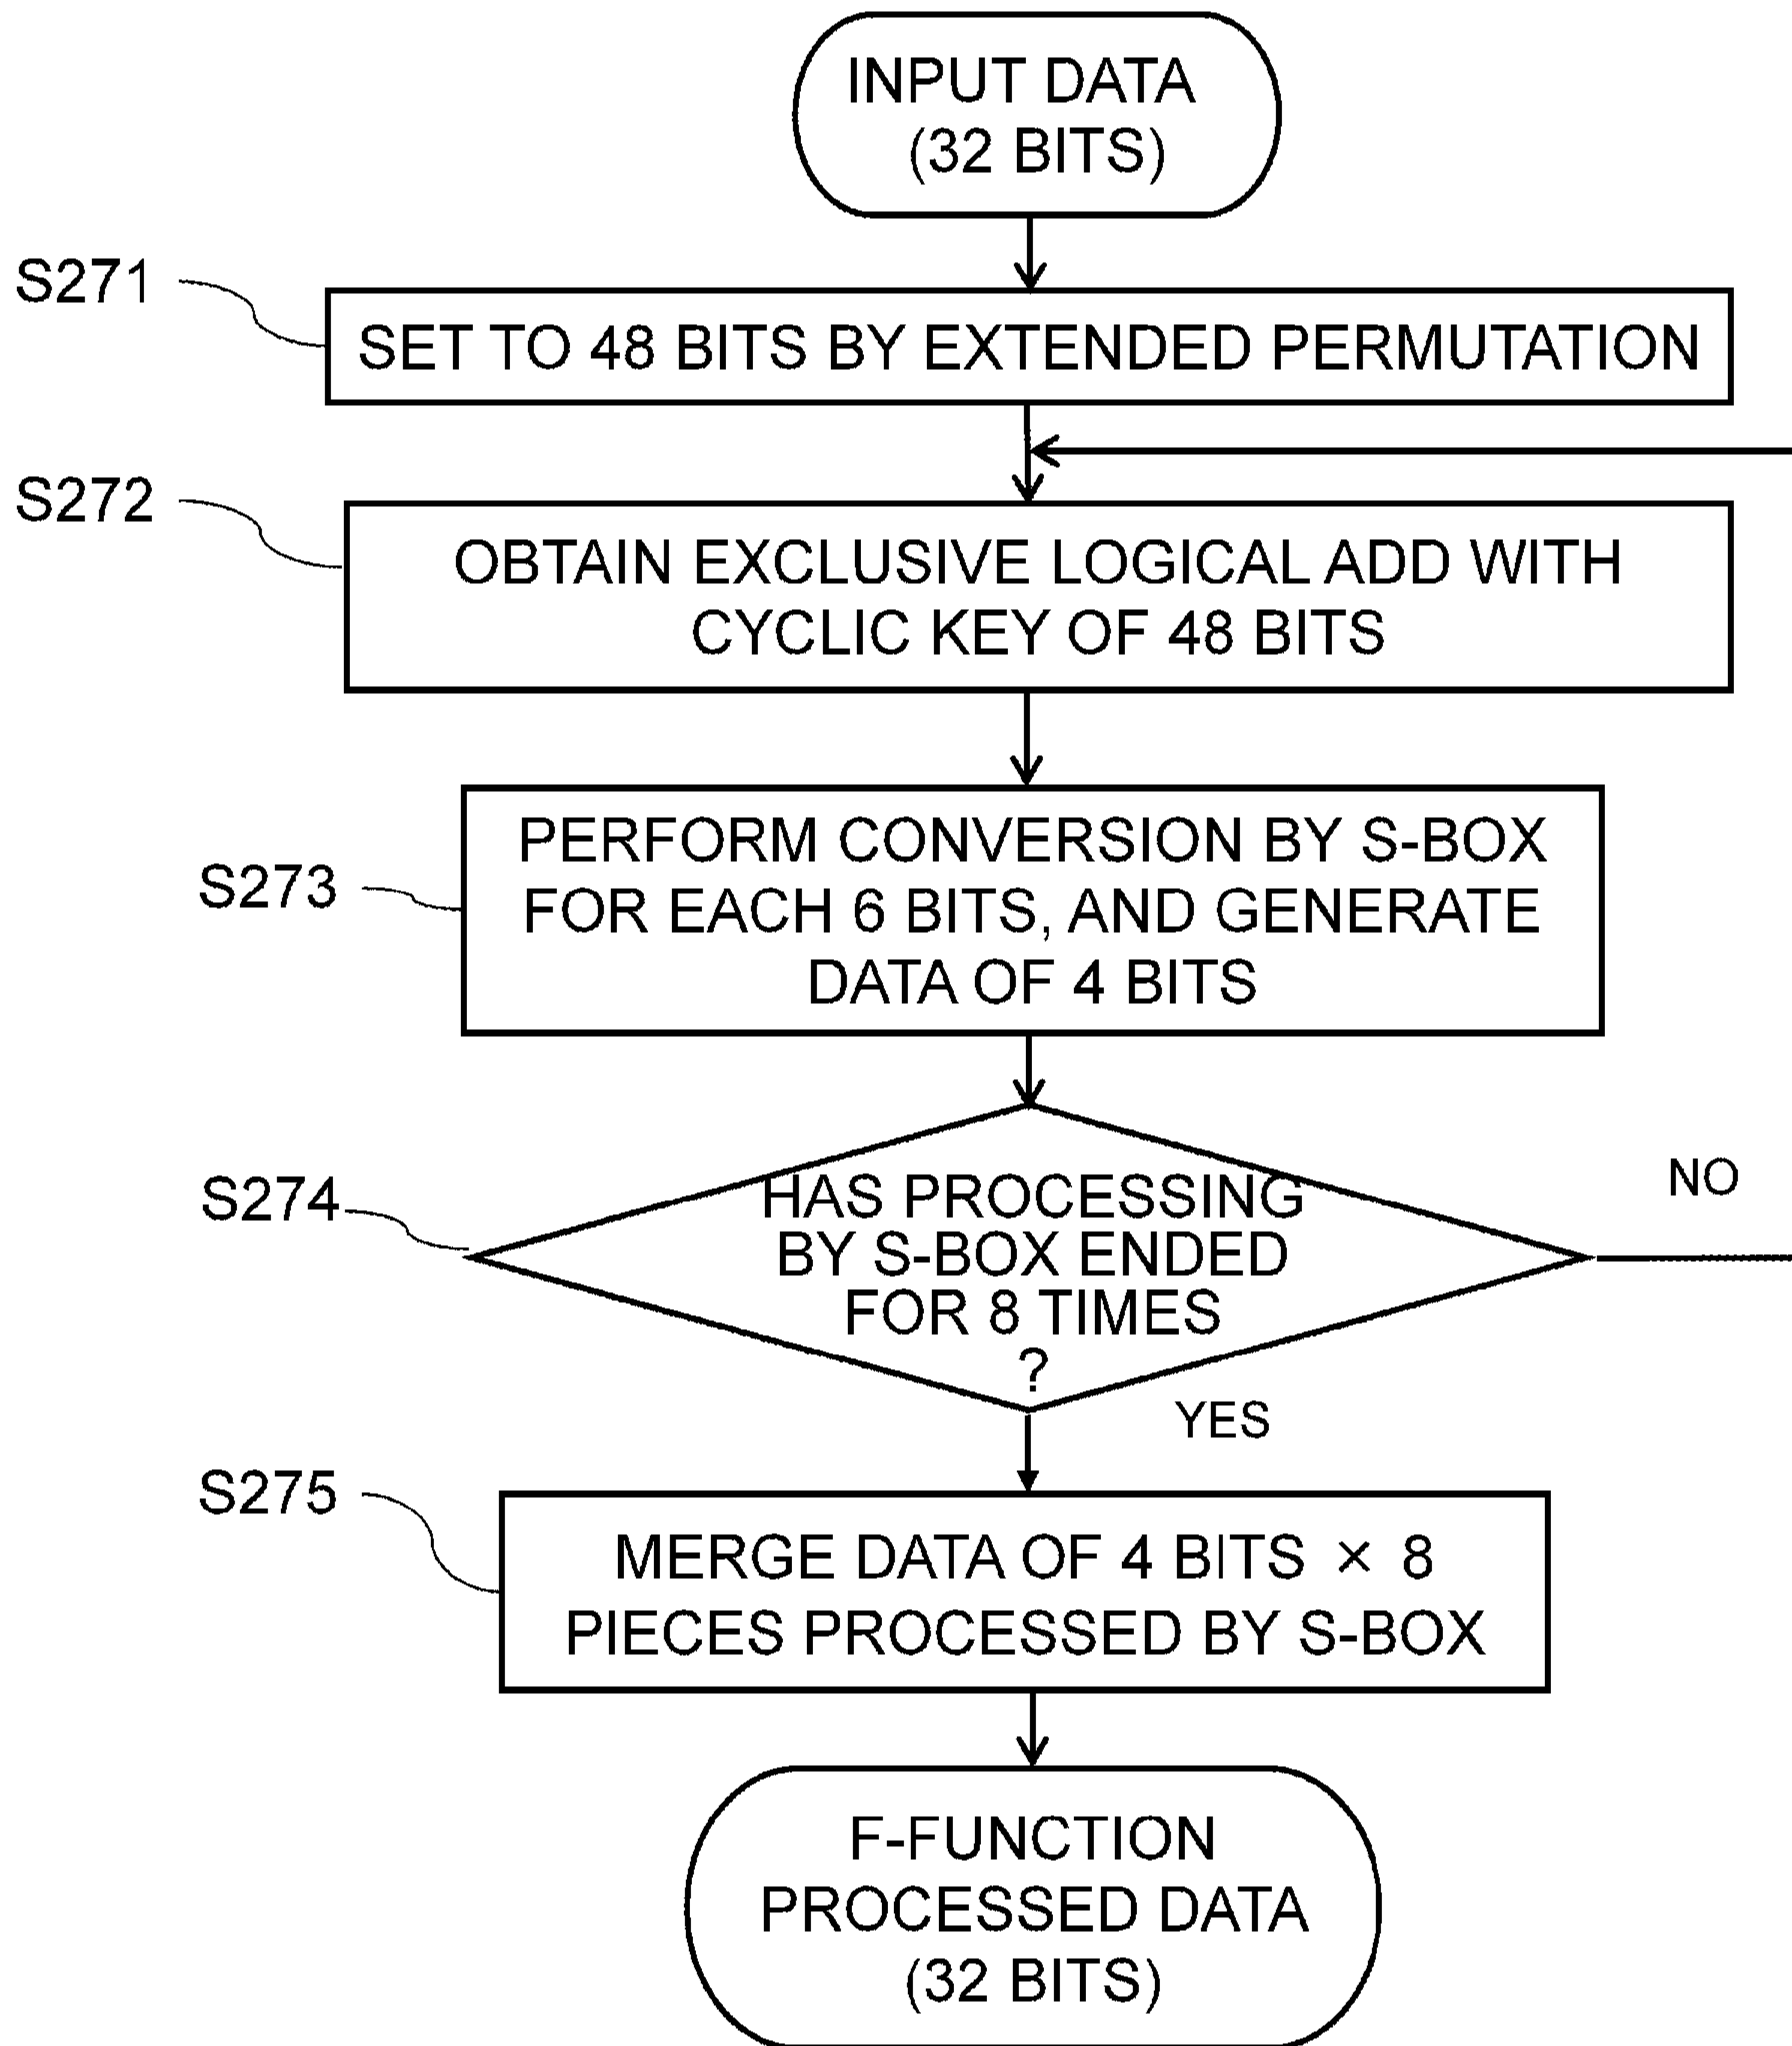 INPUT DATA
(32 BITS)
S271
SET TO 48 BITS BY EXTENDED PERMUTATION
S272
OBTAIN EXCLUSIVE LOGICAL ADD WITH
CYCLIC KEY OF 48 BITS
S273
PERFORM CONVERSION BY S-BOX
FOR EACH 6 BITS, AND GENERATE
DATA OF 4 BITS
S274
HAS PROCESSING
BY S-BOX ENDED
FOR 8 TIMES
?
NO
YES
S275
MERGE DATA OF 4 BITS × 8
PIECES PROCESSED BY S-BOX
F-FUNCTION
PROCESSED DATA
(32 BITS)